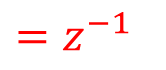 = z⁻¹